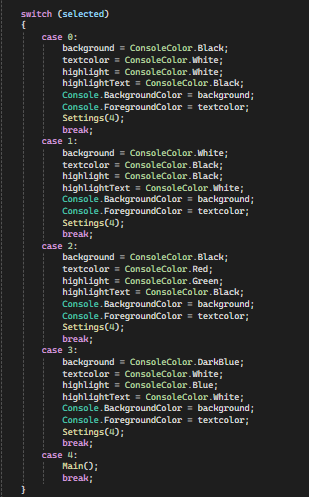 switch (selected)
{
case 0:
background = ConsoleColor.Black;
textcolor = ConsoleColor.White;
highlight = ConsoleColor.White;
highlightText = ConsoleColor.Black;
Console.BackgroundColor = background;
Console.ForegroundColor = textcolor;
Settings(4);
break;
case 1:
background = ConsoleColor.White;
textcolor = ConsoleColor.Black;
highlight = ConsoleColor.Black;
highlightText = ConsoleColor.White;
Console.BackgroundColor = background;
Console.ForegroundColor = textcolor;
Settings(4);
break;
case 2:
background = ConsoleColor.Black;
textcolor = ConsoleColor.Red;
highlight = ConsoleColor.Green;
highlightText = ConsoleColor.Black;
Console.BackgroundColor = background;
Console.ForegroundColor = textcolor;
Settings(4);
break;
case 3:
background = ConsoleColor.DarkBlue;
textcolor = ConsoleColor.White;
highlight = ConsoleColor.Blue;
highlightText = ConsoleColor.White;
Console.BackgroundColor = background;
Console.ForegroundColor = textcolor;
Settings(4);
break;
case 4:
Main();
break;
}